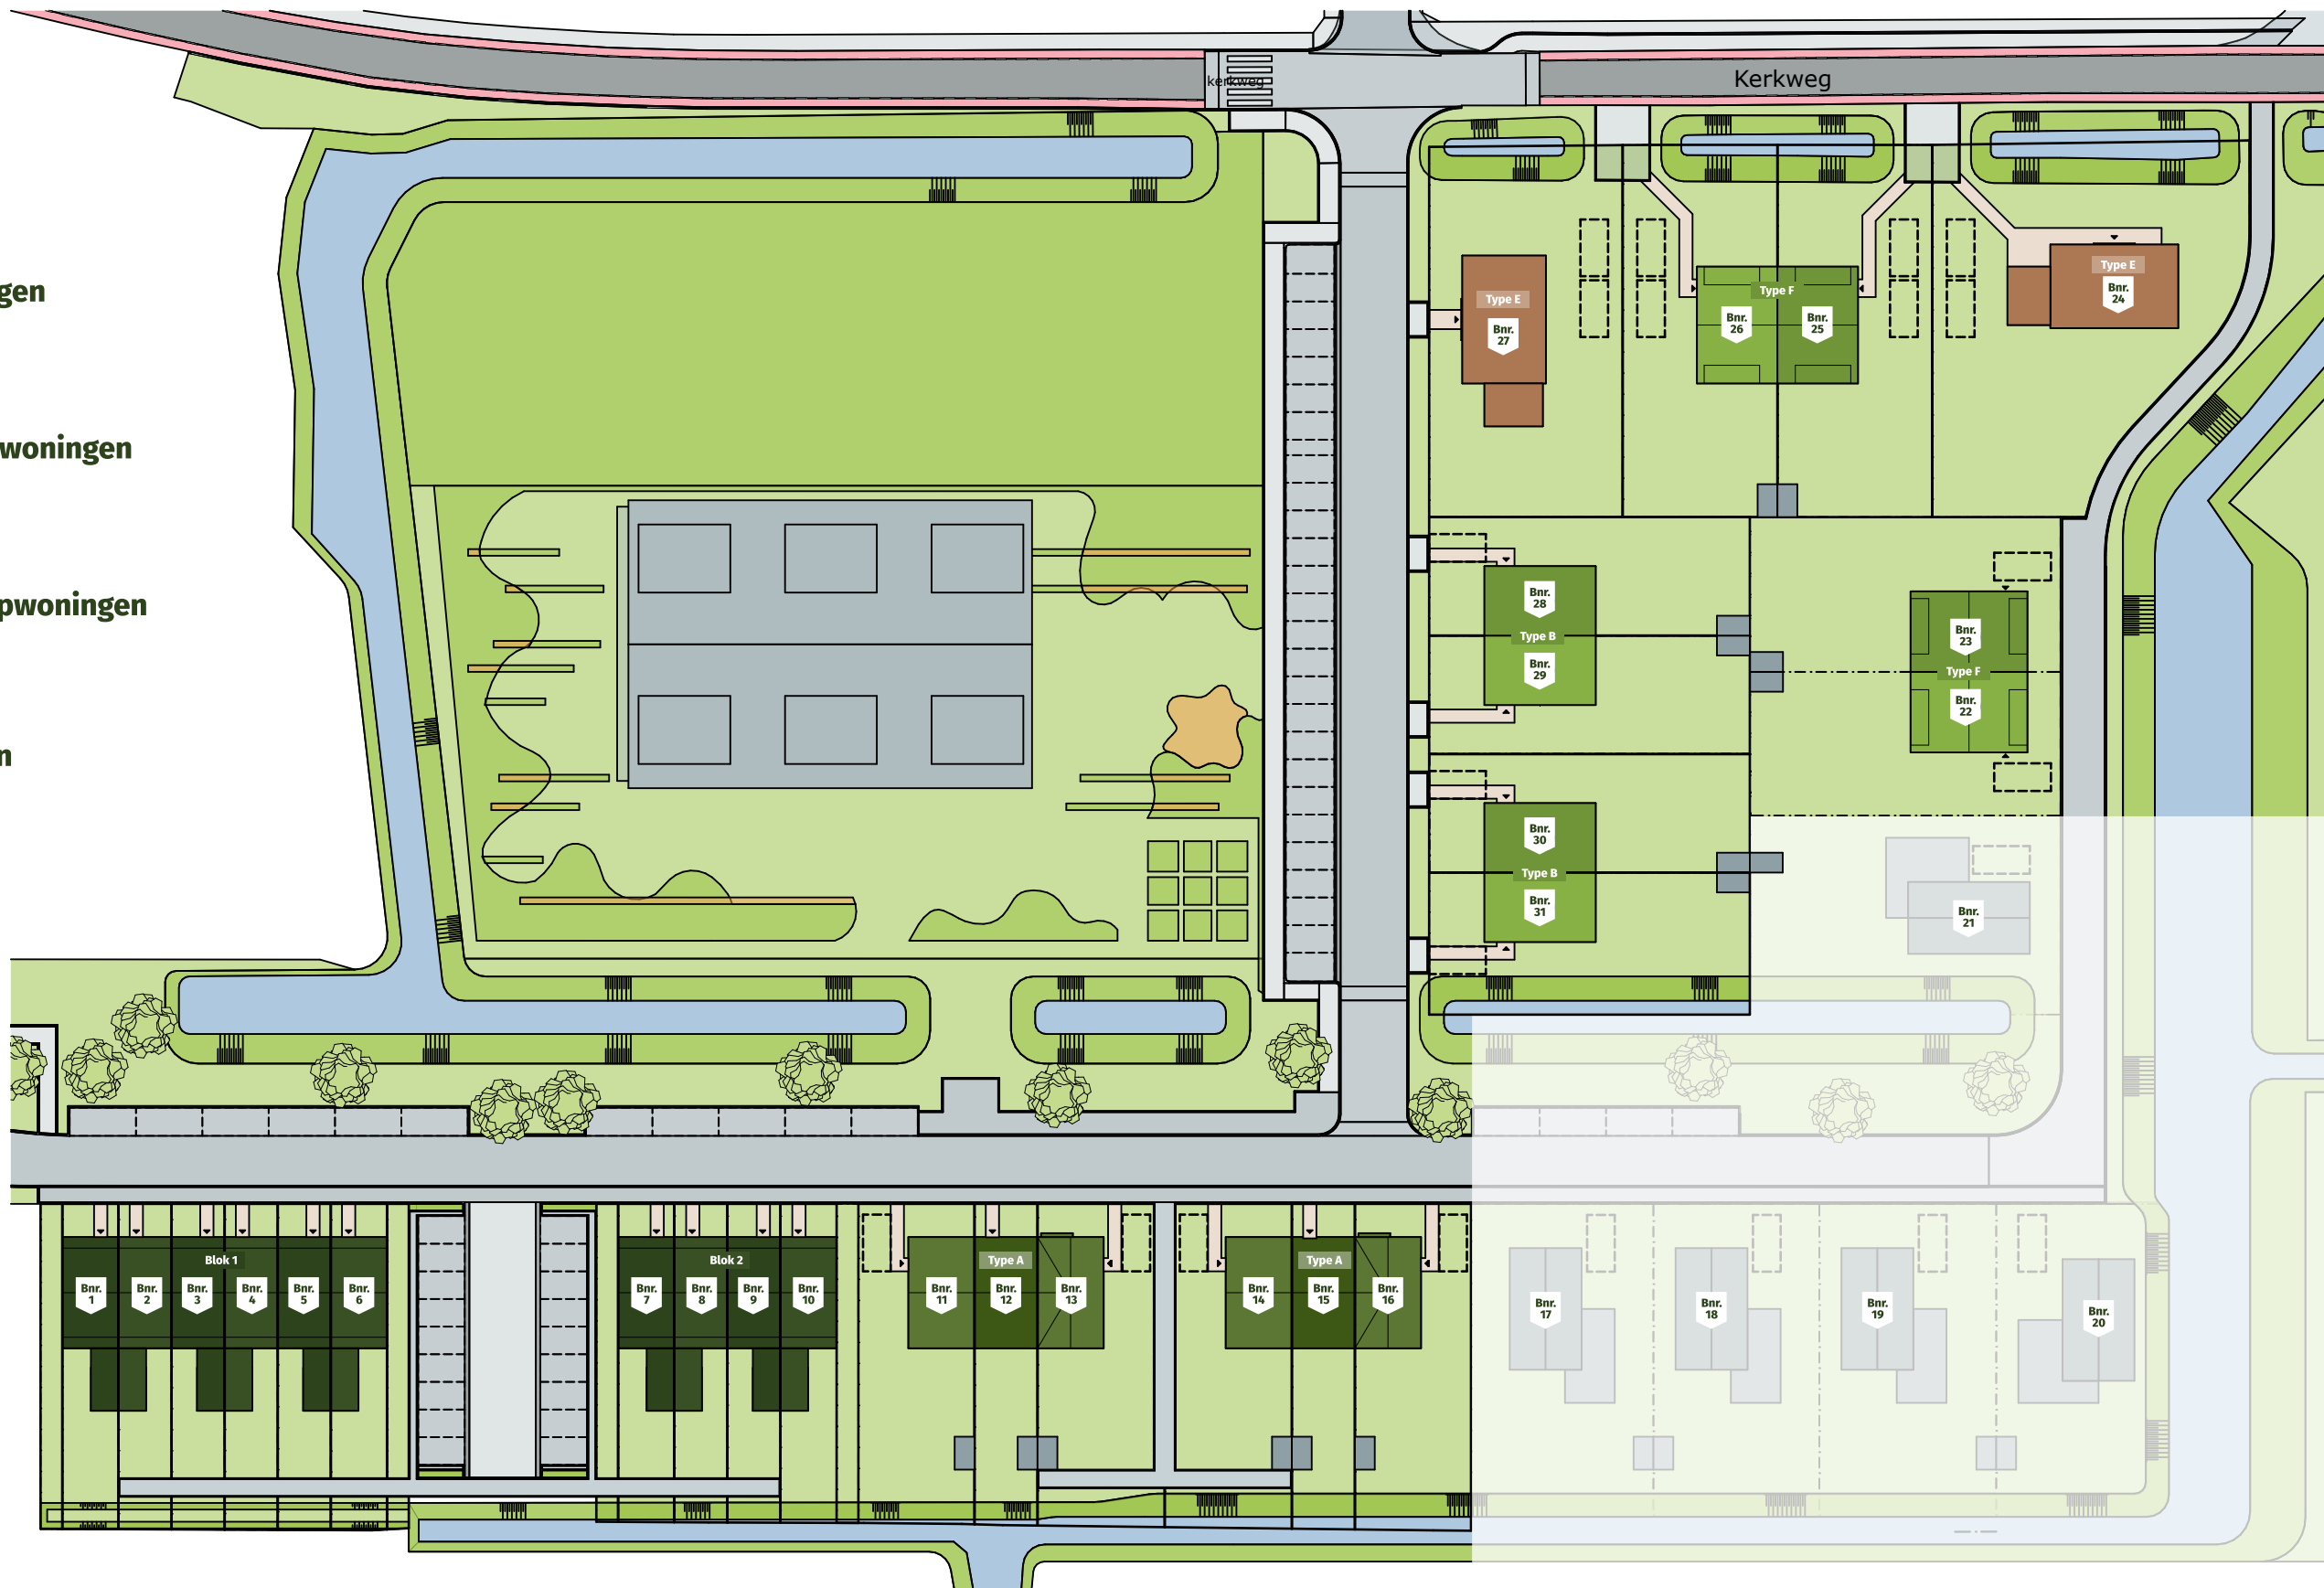 kerkweg
Kerkweg
gen
woningen
pwoningen
n
Type E
Bnr.
27
Type F
Bnr.
26
Bnr.
25
Type E
Bnr.
24
Bnr.
28
Type B
Bnr.
29
Bnr.
23
Type F
Bnr.
22
Bnr.
30
Type B
Bnr.
31
Bnr.
21
Blok 1
Bnr.
1
Bnr.
2
Bnr.
3
Bnr.
4
Bnr.
5
Bnr.
6
Blok 2
Bnr.
7
Bnr.
8
Bnr.
9
Bnr.
10
Type A
Bnr.
11
Bnr.
12
Bnr.
13
Type A
Bnr.
14
Bnr.
15
Bnr.
16
Bnr.
17
Bnr.
18
Bnr.
19
Bnr.
20